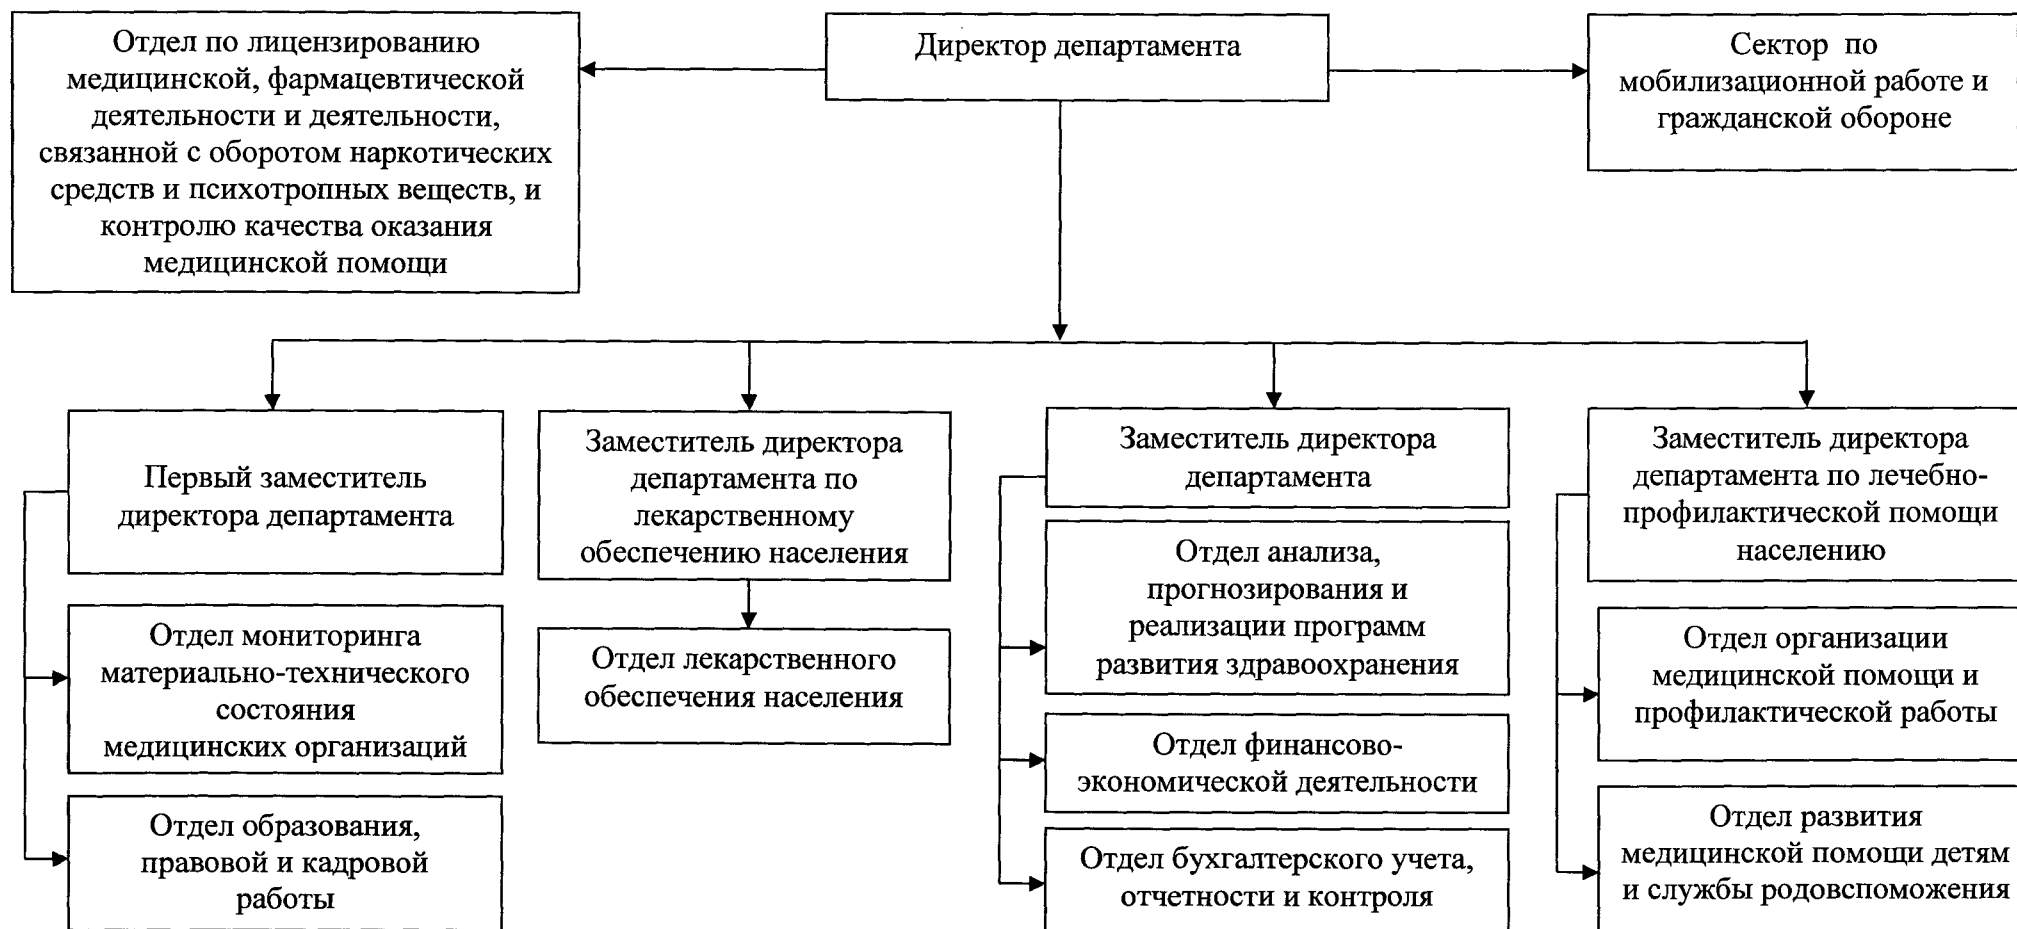 Отдел по лицензированию
медицинской, фармацевтической
деятельности и деятельности,
связанной с оборотом наркотических
средств и психотропных веществ, и
контролю качества оказания
медицинской помощи
Директор департамента
Сектор по
мобилизационной работе и
гражданской обороне
Первый заместитель
директора департамента
Отдел мониторинга
материально-технического
состояния
медицинских организаций
Отдел образования,
правовой и кадровой
работы
Заместитель директора
департамента по
лекарственному
обеспечению населения
Отдел лекарственного
обеспечения населения
Заместитель директора
департамента
Отдел анализа,
прогнозирования и
реализации программ
развития здравоохранения
Отдел финансово-
экономической деятельности
Отдел бухгалтерского учета,
отчетности и контроля
Заместитель директора
департамента по лечебно-
профилактической помощи
населению
Отдел организации
медицинской помощи и
профилактической работы
Отдел развития
медицинской помощи детям
и службы родовспоможения